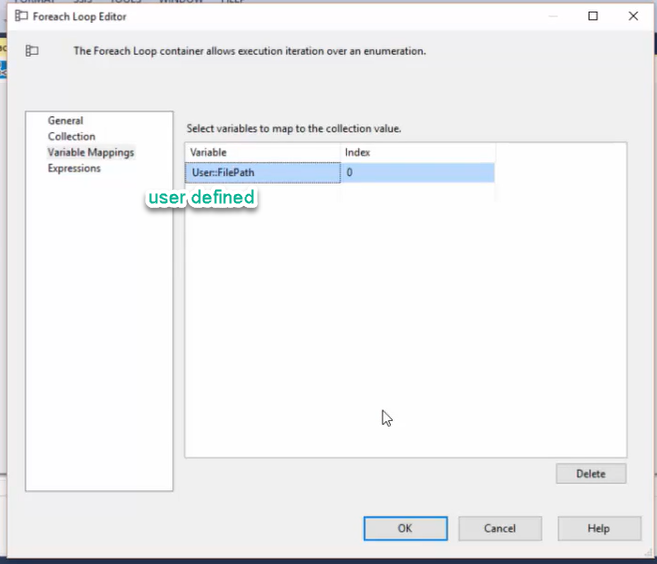 Foreach Loop Editor
The Foreach Loop container allows execution iteration over an enumeration.
General
Collection
Variable Mappings
Expressions
Select variables to map to the collection value.
Variable Index
User::FilePath 0
user defined
Delete
OK Cancel Help